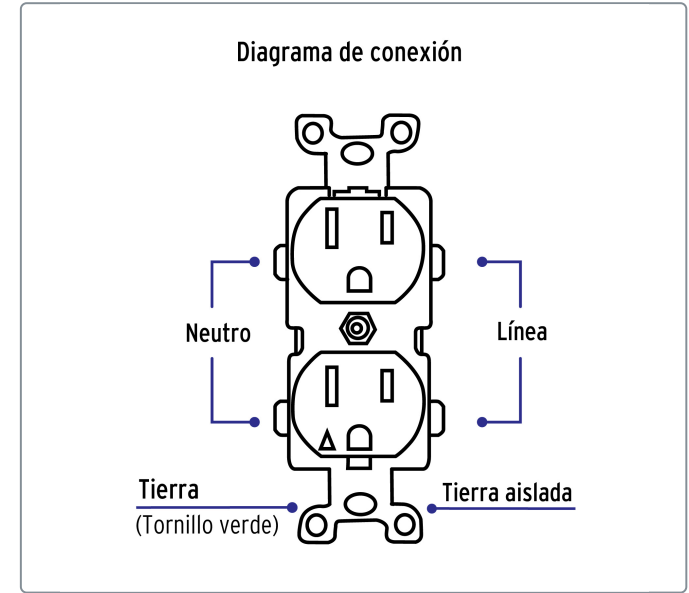 Diagrama de conexión
Neutro
Línea
Tierra
(Tornillo verde)
Tierra aislada